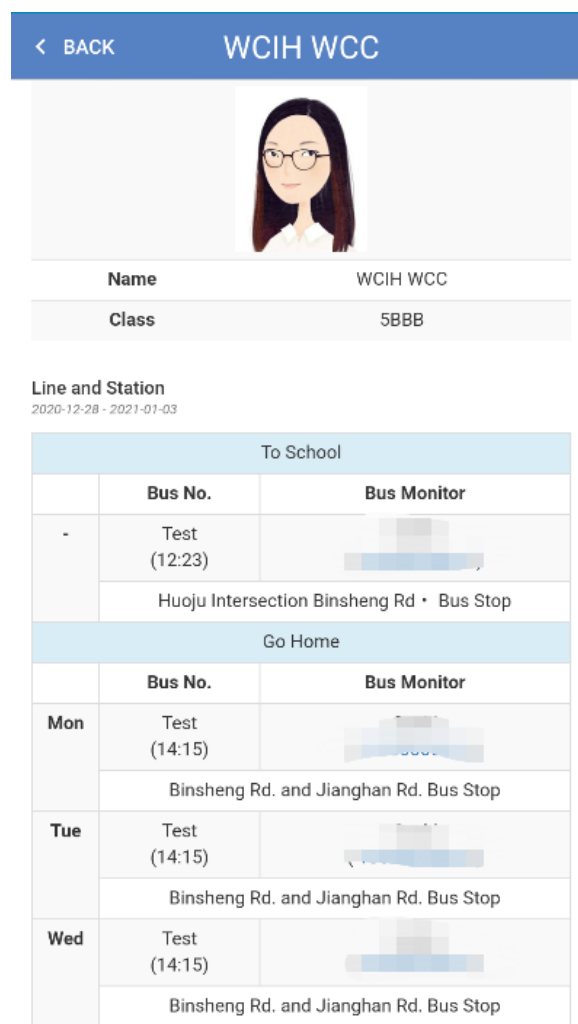 BACK
WCIH WCC
Name WCIH WCC
Class 5BBB
Line and Station
2020-12-28 - 2021-01-03
To School
Bus No. Bus Monitor
- Test
(12:23)
Huoju Intersection Binsheng Rd • Bus Stop
Go Home
Bus No. Bus Monitor
Mon Test
(14:15)
Binsheng Rd. and Jianghan Rd. Bus Stop
Tue Test
(14:15)
Binsheng Rd. and Jianghan Rd. Bus Stop
Wed Test
(14:15)
Binsheng Rd. and Jianghan Rd. Bus Stop